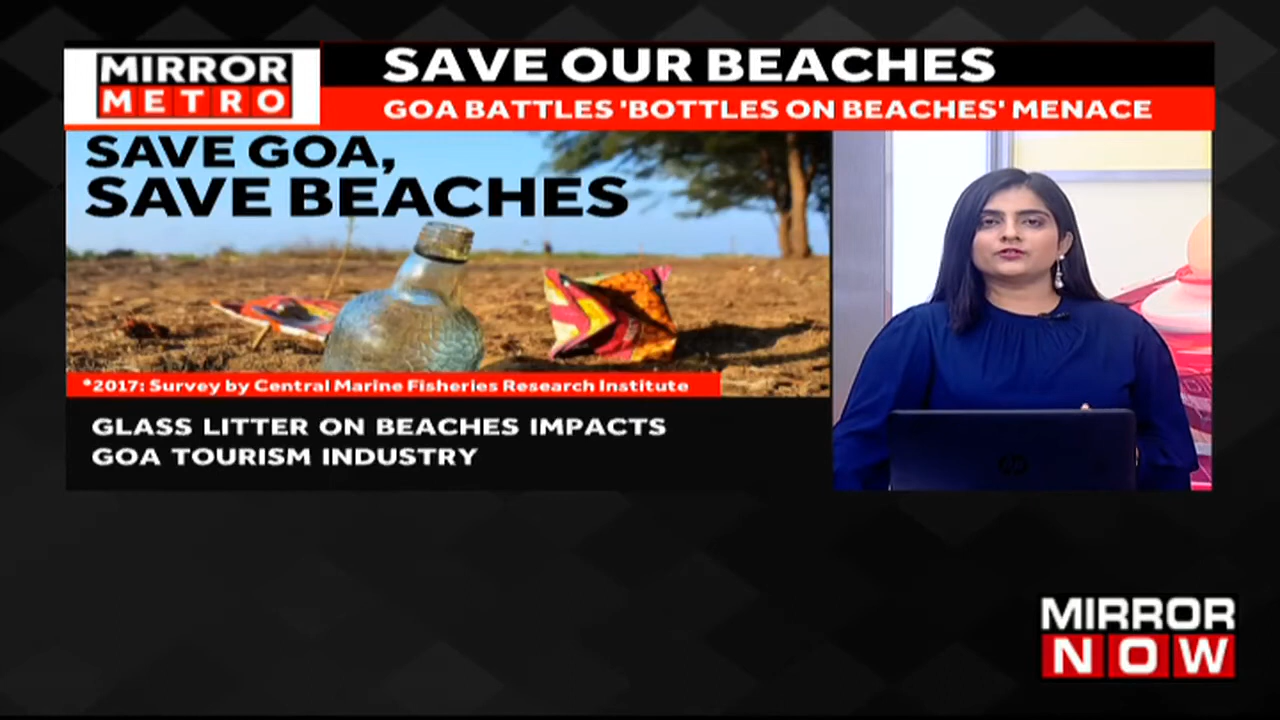 MIRROR
METRO
SAVE OUR BEACHES
GOA BATTLES 'BOTTLES ON BEACHES' MENACE
SAVE GOA,
SAVE BEACHES
*2017: Survey by Central Marine Fisheries Research Institute
GLASS LITTER ON BEACHES IMPACTS
GOA TOURISM INDUSTRY
hp
MIRROR
NOW